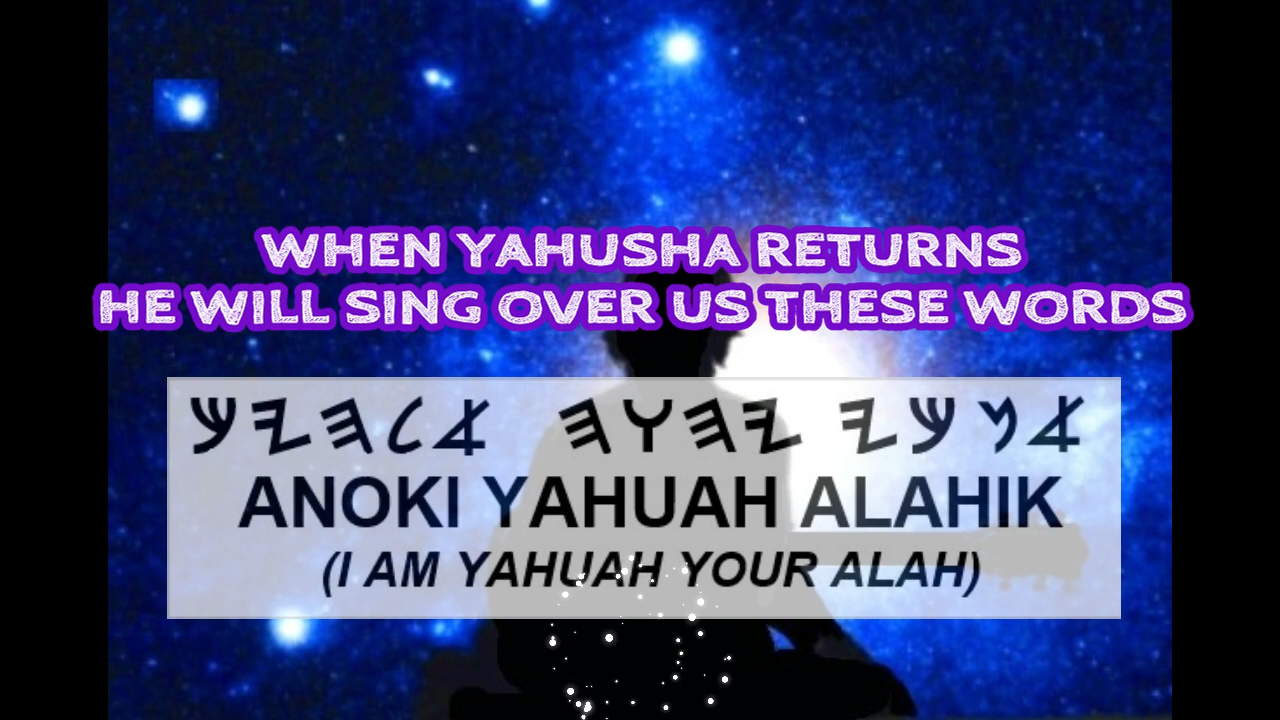 WHEN YAHUSHA RETURNS
HE WILL SING OVER US THESE WORDS
𐤀𐤍𐤊𐤉 𐤉𐤄𐤅𐤄 𐤀𐤋𐤄𐤉𐤊
ANOKI YAHUAH ALAHIK
(I AM YAHUAH YOUR ALAH)